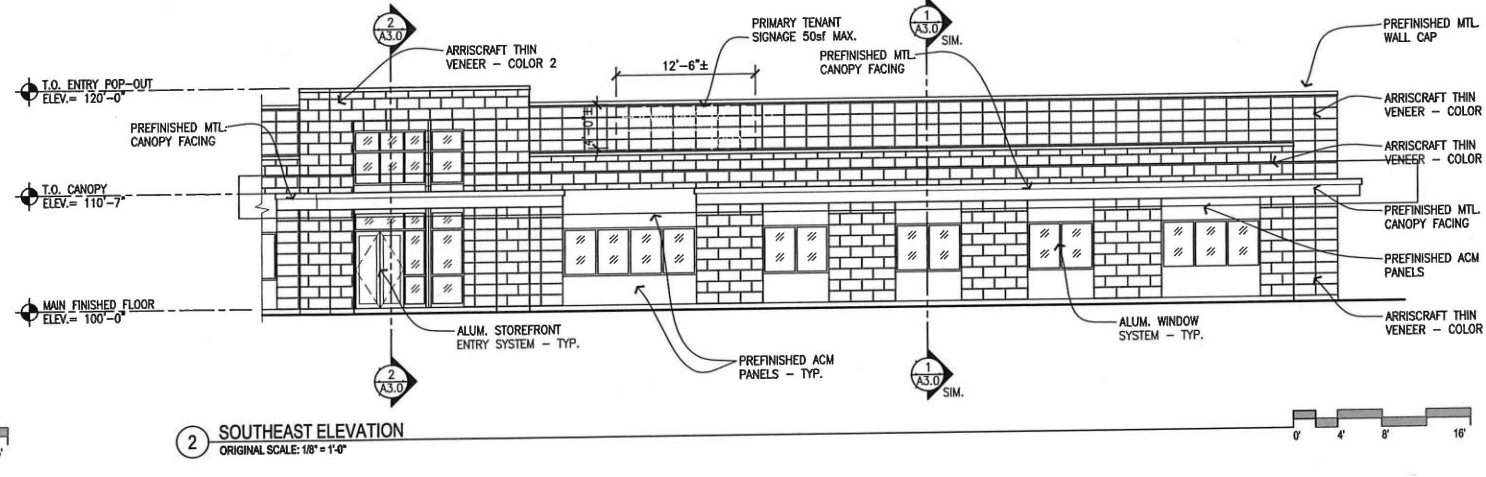 2
A3.0
1
A3.0
SIM.
PRIMARY TENANT
SIGNAGE 50sf MAX.
PREFINISHED MTL.
WALL CAP
ARRISCRAFT THIN
VENEER - COLOR 2
PREFINISHED MTL.
CANOPY FACING
12'-6"±
4'-0"±
T.O. ENTRY POP-OUT
ELEV.= 120'-0"
ARRISCRAFT THIN
VENEER - COLOR
PREFINISHED MTL.
CANOPY FACING
ARRISCRAFT THIN
VENEER - COLOR
T.O. CANOPY
ELEV.= 110'-7"
PREFINISHED MTL.
CANOPY FACING
PREFINISHED ACM
PANELS
MAIN FINISHED FLOOR
ELEV.= 100'-0"
ALUM. STOREFRONT
ENTRY SYSTEM - TYP.
ALUM. WINDOW
SYSTEM - TYP.
ARRISCRAFT THIN
VENEER - COLOR
PREFINISHED ACM
PANELS - TYP.
2
A3.0
1
A3.0
SIM.
2
SOUTHEAST ELEVATION
ORIGINAL SCALE: 1/8" = 1'-0"
0' 4' 8' 16'